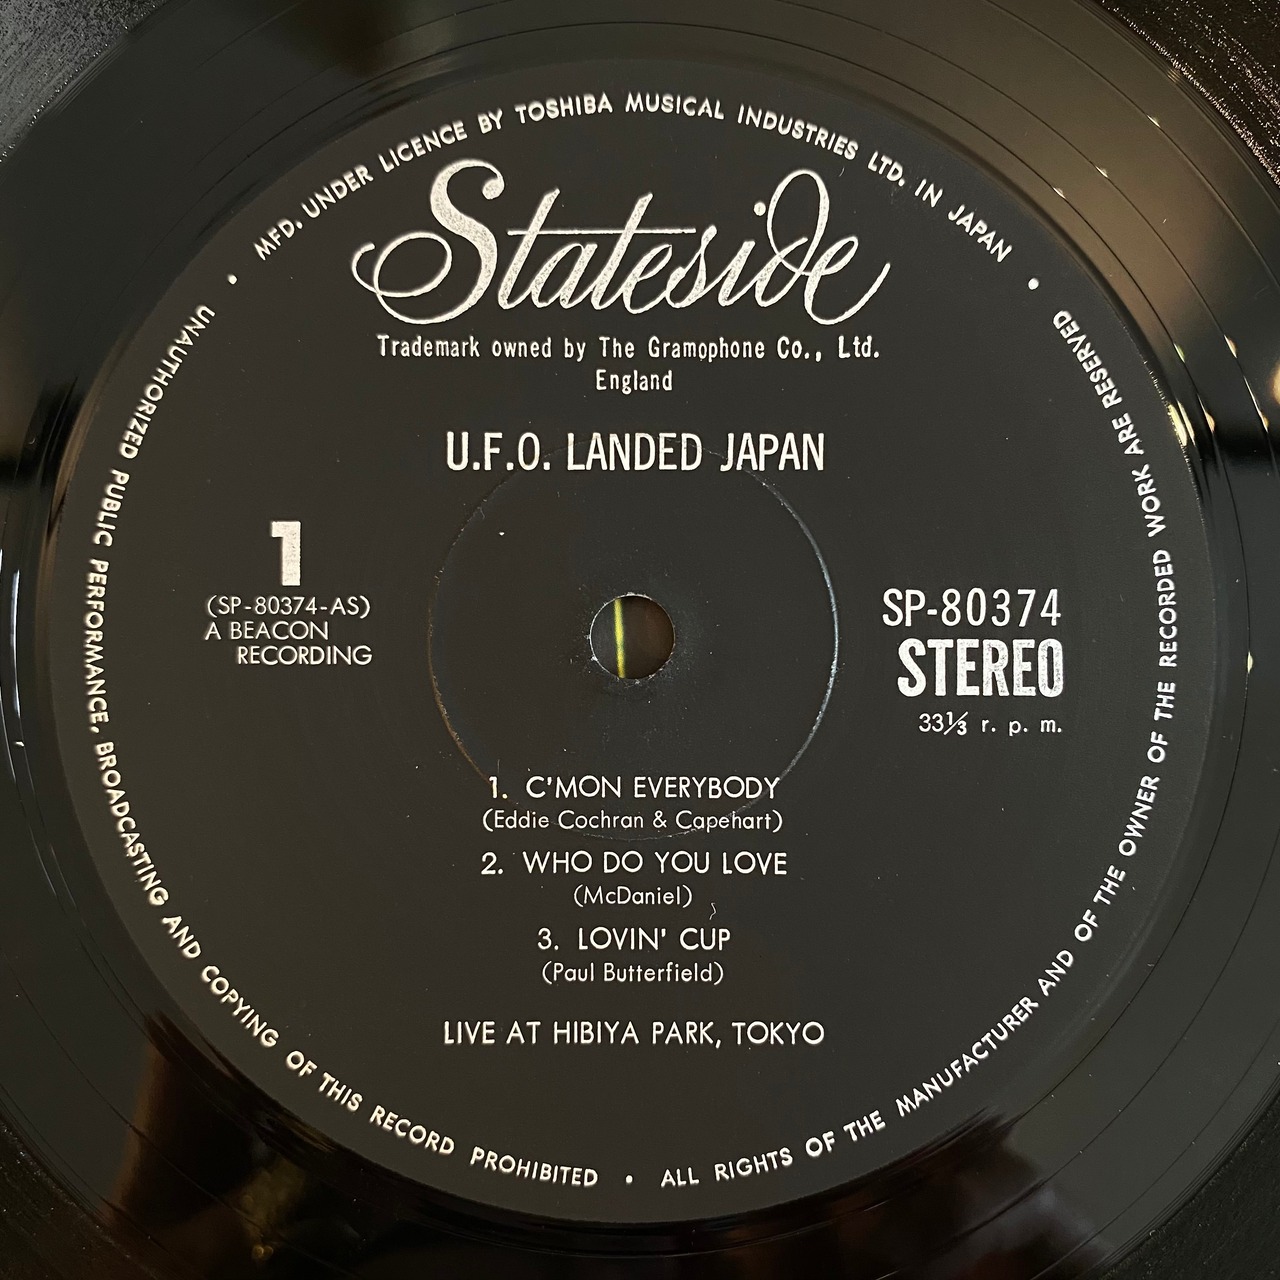 MFD. UNDER LICENCE BY TOSHIBA MUSICAL INDUSTRIES LTD. IN JAPAN •
Stateside
Trademark owned by The Gramophone Co., Ltd.
England
U.F.O. LANDED JAPAN
1
(SP-80374-AS)
A BEACON
RECORDING
SP-80374
STEREO
33⅓ r. p. m.
1. C'MON EVERYBODY
(Eddie Cochran & Capehart)
2. WHO DO YOU LOVE
(McDaniel)
3. LOVIN' CUP
(Paul Butterfield)
LIVE AT HIBIYA PARK, TOKYO
• UNAUTHORIZED PUBLIC PERFORMANCE, BROADCASTING AND COPYING OF THIS RECORD PROHIBITED • ALL RIGHTS OF THE MANUFACTURER AND OF THE OWNER OF THE RECORDED WORK ARE RESERVED